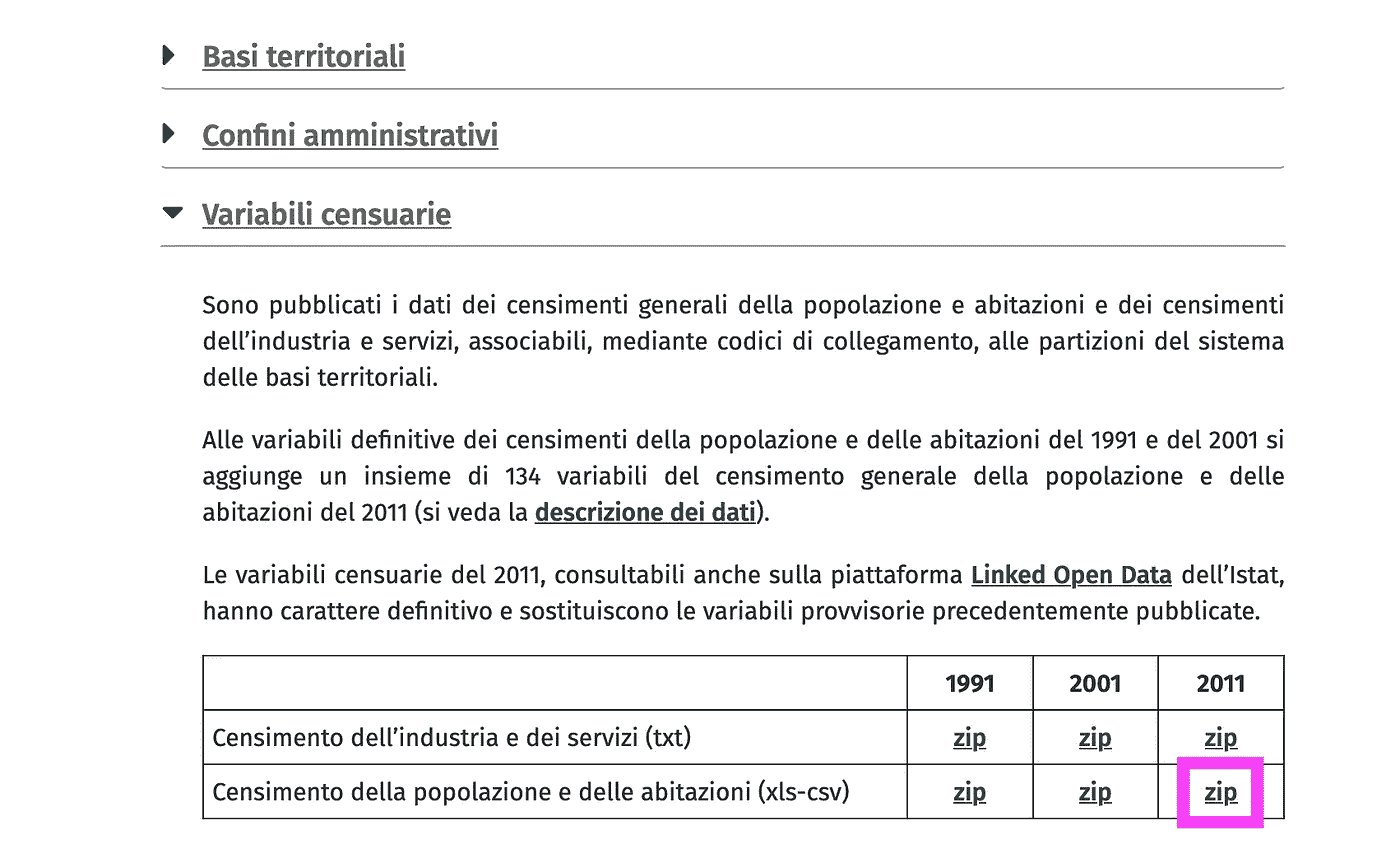 Basi territoriali
Confini amministrativi
Variabili censuarie
Sono pubblicati i dati dei censimenti generali della popolazione e abitazioni e dei censimenti
dell’industria e servizi, associabili, mediante codici di collegamento, alle partizioni del sistema
delle basi territoriali.
Alle variabili definitive dei censimenti della popolazione e delle abitazioni del 1991 e del 2001 si
aggiunge un insieme di 134 variabili del censimento generale della popolazione e delle
abitazioni del 2011 (si veda la descrizione dei dati).
Le variabili censuarie del 2011, consultabili anche sulla piattaforma Linked Open Data dell’Istat,
hanno carattere definitivo e sostituiscono le variabili provvisorie precedentemente pubblicate.
1991 2001 2011
Censimento dell’industria e dei servizi (txt) zip zip zip
Censimento della popolazione e delle abitazioni (xls-csv) zip zip zip